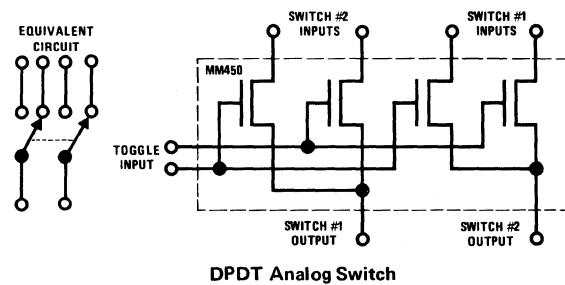 EQUIVALENT
CIRCUIT
SWITCH #2
INPUTS
SWITCH #1
INPUTS
MM450
TOGGLE
INPUT
SWITCH #1
OUTPUT
SWITCH #2
OUTPUT
DPDT Analog Switch